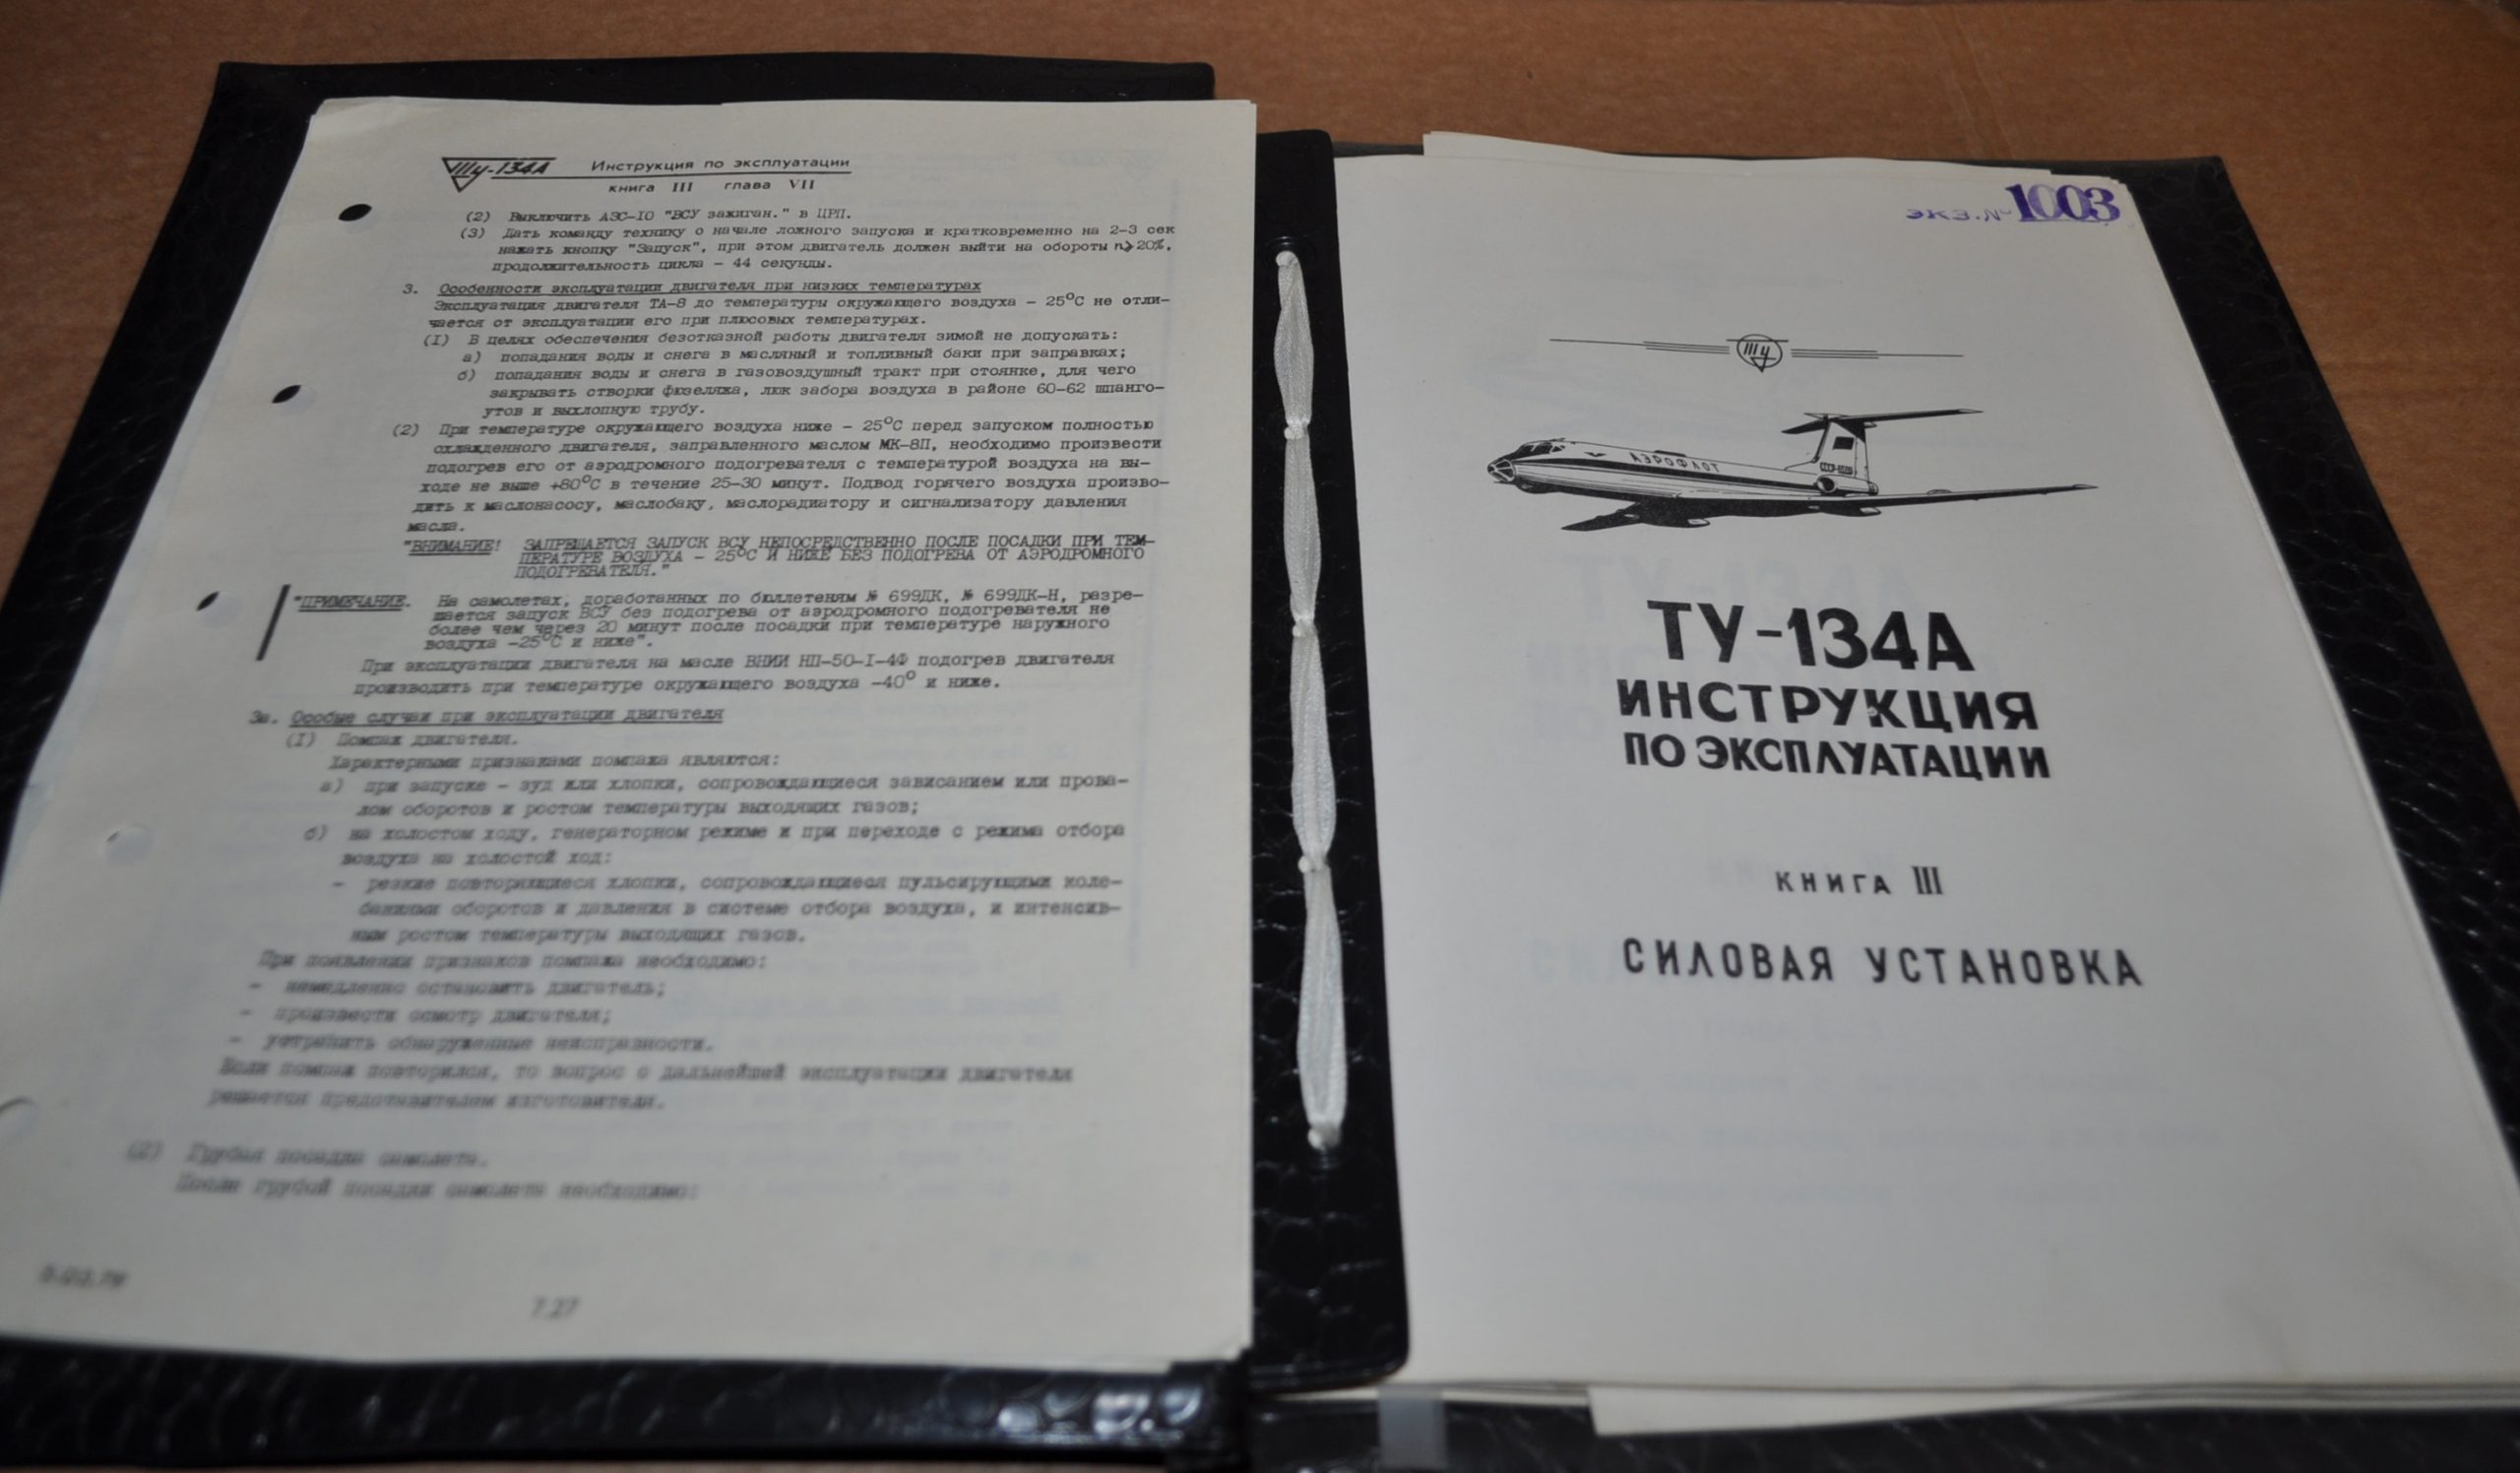 Ту-134А Инструкция по эксплуатации
книга III глава VII
(2) Выключить АЗС-10 "ВСУ зажиган." в ЦРП.
(3) Дать команду технику о начале ложного запуска и кратковременно на 2-3 сек
нажать кнопку "Запуск", при этом двигатель должен выйти на обороты n⩾20%,
продолжительность цикла - 44 секунды.
3. Особенности эксплуатации двигателя при низких температурах
Эксплуатация двигателя ТА-8 до температуры окружающего воздуха - 25°С не отли-
чается от эксплуатации его при плюсовых температурах.
(I) В целях обеспечения безотказной работы двигателя зимой не допускать:
а) попадания воды и снега в масляный и топливный баки при заправках;
б) попадания воды и снега в газовоздушный тракт при стоянке, для чего
закрывать створки фюзеляжа, люк забора воздуха в районе 60-62 шпанго-
утов и выхлопную трубу.
(2) При температуре окружающего воздуха ниже - 25°С перед запуском полностью
охлажденного двигателя, заправленного маслом МК-8П, необходимо произвести
подогрев его от аэродромного подогревателя с температурой воздуха на вы-
ходе не выше +80°С в течение 25-30 минут. Подвод горячего воздуха произво-
дить к маслонасосу, маслобаку, маслорадиатору и сигнализатору давления
масла.
"ВНИМАНИЕ! ЗАПРЕЩАЕТСЯ ЗАПУСК ВСУ НЕПОСРЕДСТВЕННО ПОСЛЕ ПОСАДКИ ПРИ ТЕМ-
ПЕРАТУРЕ ВОЗДУХА - 25°С И НИЖЕ БЕЗ ПОДОГРЕВА ОТ АЭРОДРОМНОГО
ПОДОГРЕВАТЕЛЯ."
"ПРИМЕЧАНИЕ. На самолетах, доработанных по бюллетеням № 699ДК, № 699ДК-Н, разре-
шается запуск ВСУ без подогрева от аэродромного подогревателя не
более чем через 20 минут после посадки при температуре наружного
воздуха -25°С и ниже".
При эксплуатации двигателя на масле ВНИИ НП-50-I-4Ф подогрев двигателя
производить при температуре окружающего воздуха -40° и ниже.
3а. Особые случаи при эксплуатации двигателя
(I) Помпаж двигателя.
Характерными признаками помпажа являются:
а) при запуске - зуд или хлопки, сопровождающиеся зависанием или прова-
лом оборотов и ростом температуры выходящих газов;
б) на холостом ходу, генераторном режиме и при переходе с режима отбора
воздуха на холостой ход:
- резкие повторяющиеся хлопки, сопровождающиеся пульсирующими коле-
баниями оборотов и давления в системе отбора воздуха, и интенсив-
ным ростом температуры выходящих газов.
При появлении признаков помпажа необходимо:
- немедленно остановить двигатель;
- произвести осмотр двигателя;
- устранить обнаруженные неисправности.
Если помпаж повторился, то вопрос о дальнейшей эксплуатации двигателя
решается представителем изготовителя.
(2) Грубая посадка самолета.
После грубой посадки самолета необходимо:
7.27
ЭКЗ.№ 1003
Ту
АЭРОФЛОТ
ТУ-134А
ИНСТРУКЦИЯ
ПО ЭКСПЛУАТАЦИИ
КНИГА III
СИЛОВАЯ УСТАНОВКА